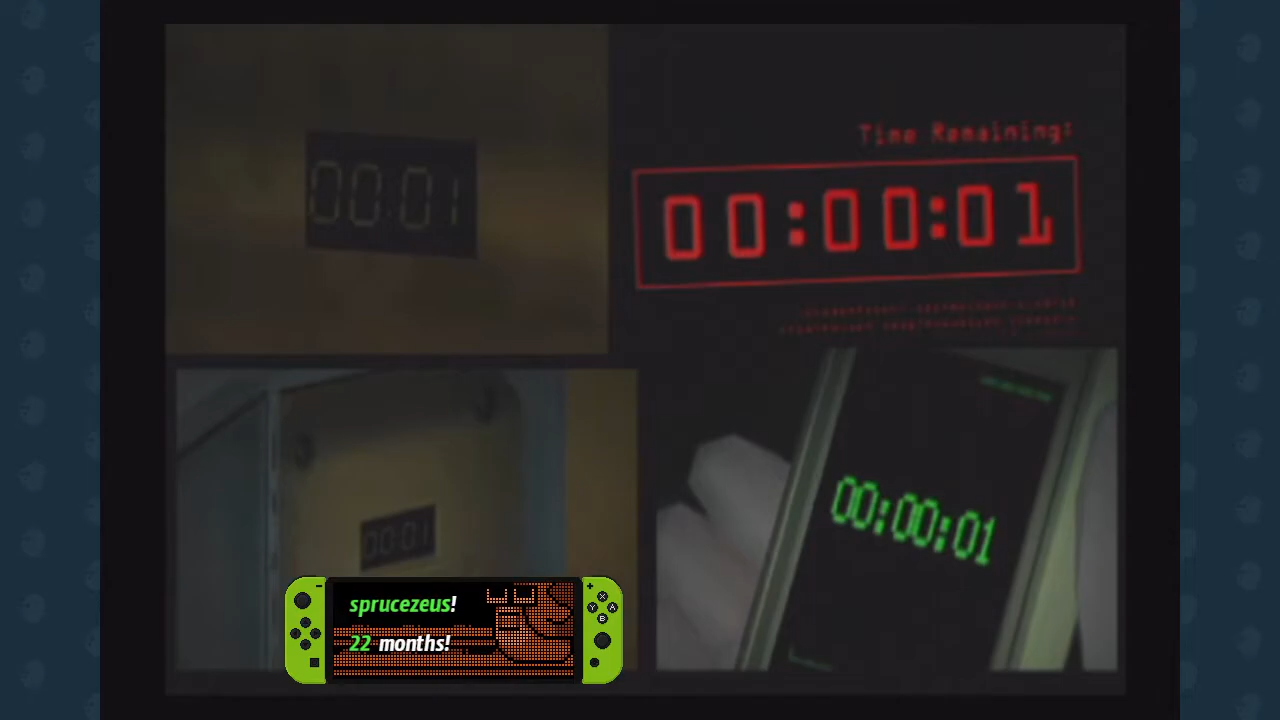 Time Remaining:
00:01
00:00:01
00:01
00:00:01
sprucezeus!
22 months!